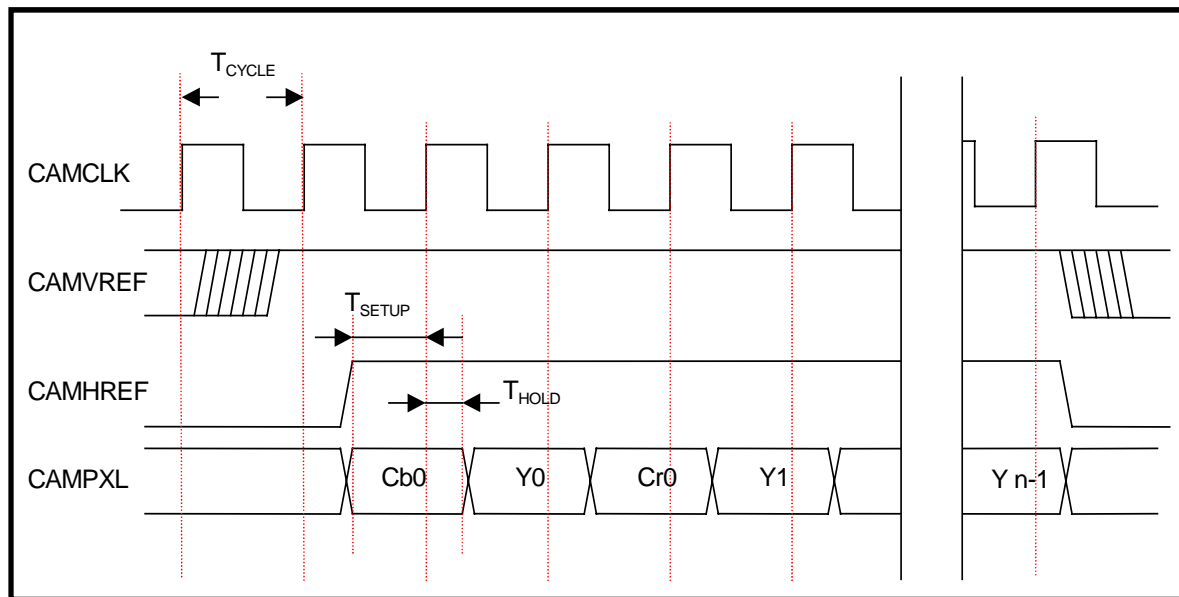 TCYCLE
CAMCLK
CAMVREF
TSETUP
CAMHREF
THOLD
CAMPXL
Cb0
Y0
Cr0
Y1
Y n-1